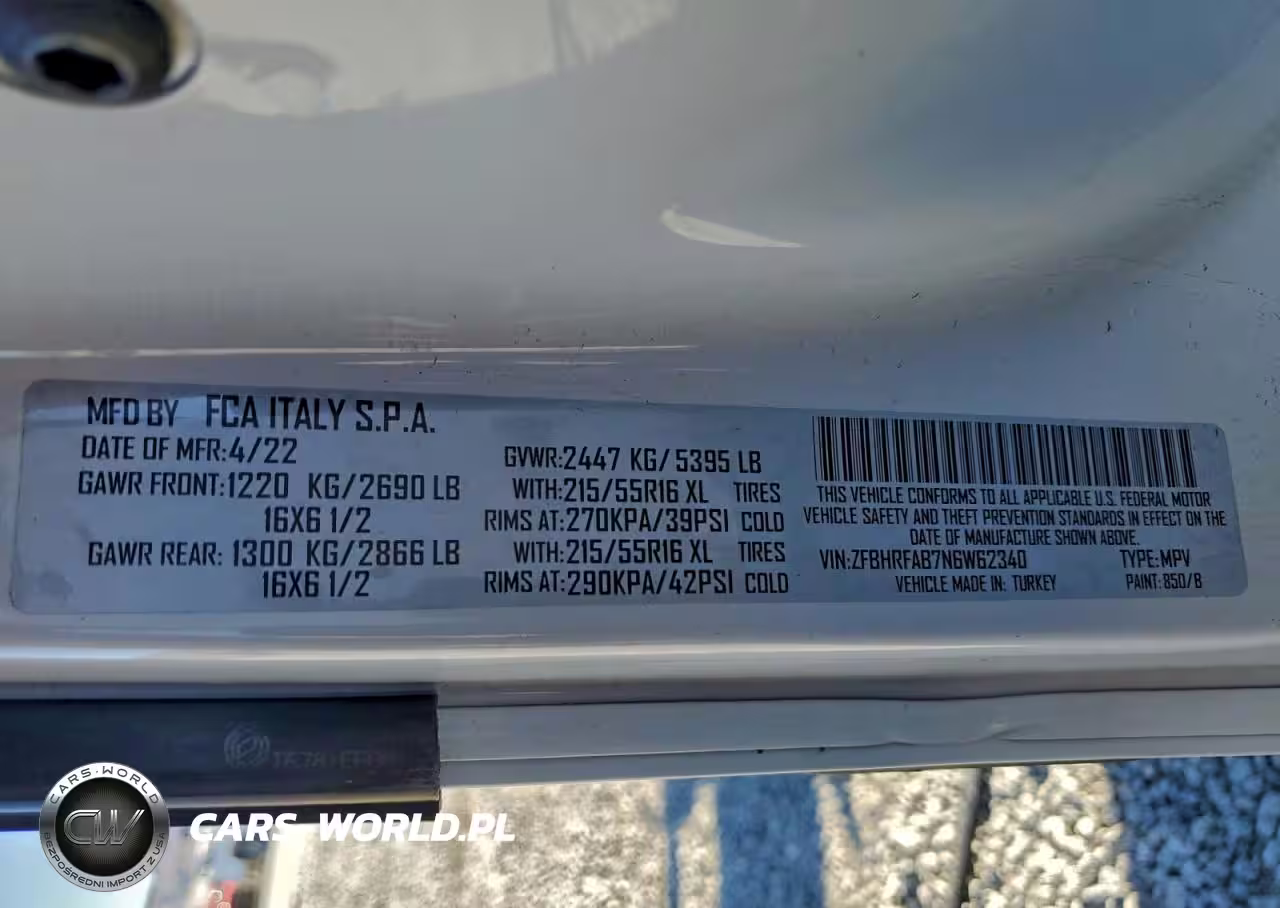 MFD BY FCA ITALY S.P.A.
DATE OF MFR:4/22
GAWR FRONT:1220 KG/2690 LB
16X6 1/2
GAWR REAR: 1300 KG/2866 LB
16X6 1/2
GVWR:2447 KG/5395 LB
WITH:215/55R16 XL TIRES
RIMS AT:270KPA/39PSI COLD
WITH:215/55R16 XL TIRES
RIMS AT:290KPA/42PSI COLD
THIS VEHICLE CONFORMS TO ALL APPLICABLE U.S. FEDERAL MOTOR
VEHICLE SAFETY AND THEFT PREVENTION STANDARDS IN EFFECT ON THE
DATE OF MANUFACTURE SHOWN ABOVE.
VIN:ZFBHRFAB7N6W62340 TYPE:MPV
VEHICLE MADE IN: TURKEY PAINT:850/B
CARS-WORLD
CW
BEZPOŚREDNI IMPORT Z USA
CARS-WORLD.PL